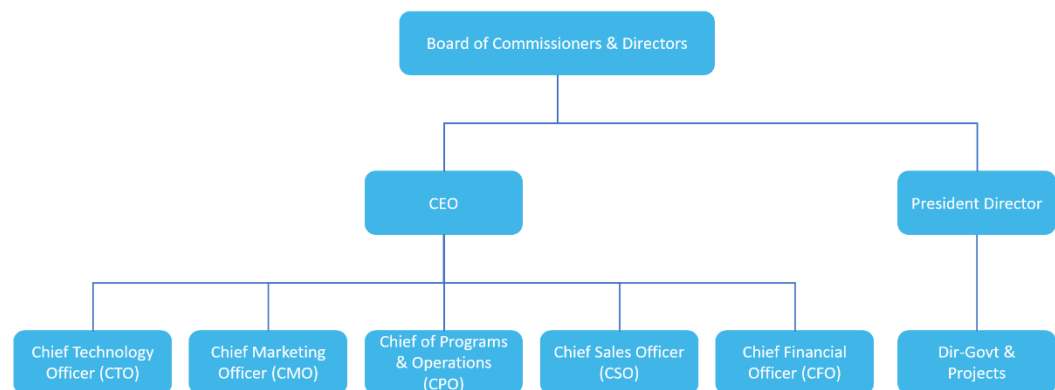 Board of Commissioners & Directors
CEO
President Director
Chief Technology
Officer (CTO)
Chief Marketing
Officer (CMO)
Chief of Programs
& Operations
(CPO)
Chief Sales Officer
(CSO)
Chief Financial
Officer (CFO)
Dir-Govt &
Projects